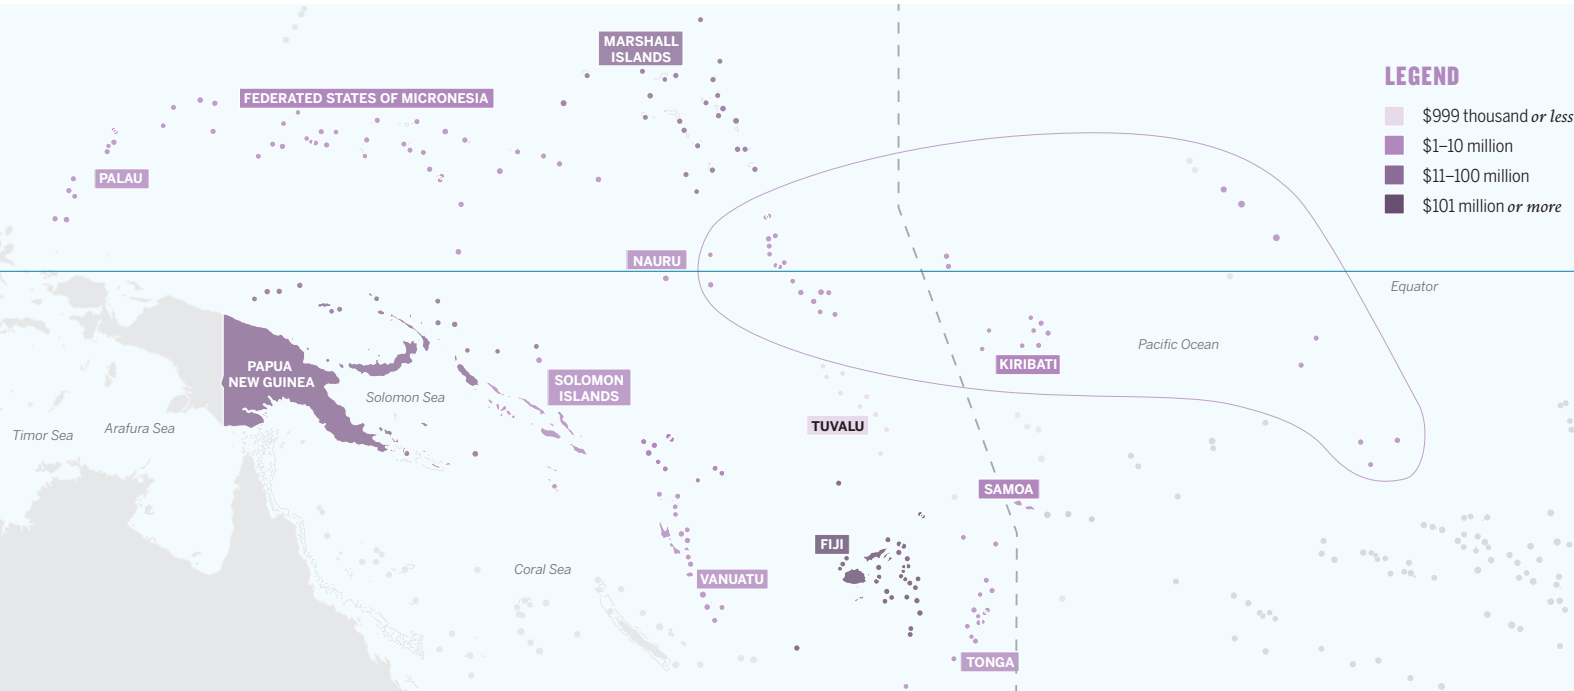 MARSHALL
ISLANDS
LEGEND
FEDERATED STATES OF MICRONESIA
$999 thousand or less
$1–10 million
PALAU
$11–100 million
$101 million or more
NAURU
Equator
Pacific Ocean
PAPUA
NEW GUINEA
KIRIBATI
SOLOMON
ISLANDS
Solomon Sea
TUVALU
Arafura Sea
Timor Sea
SAMOA
FIJI
Coral Sea
VANUATU
TONGA